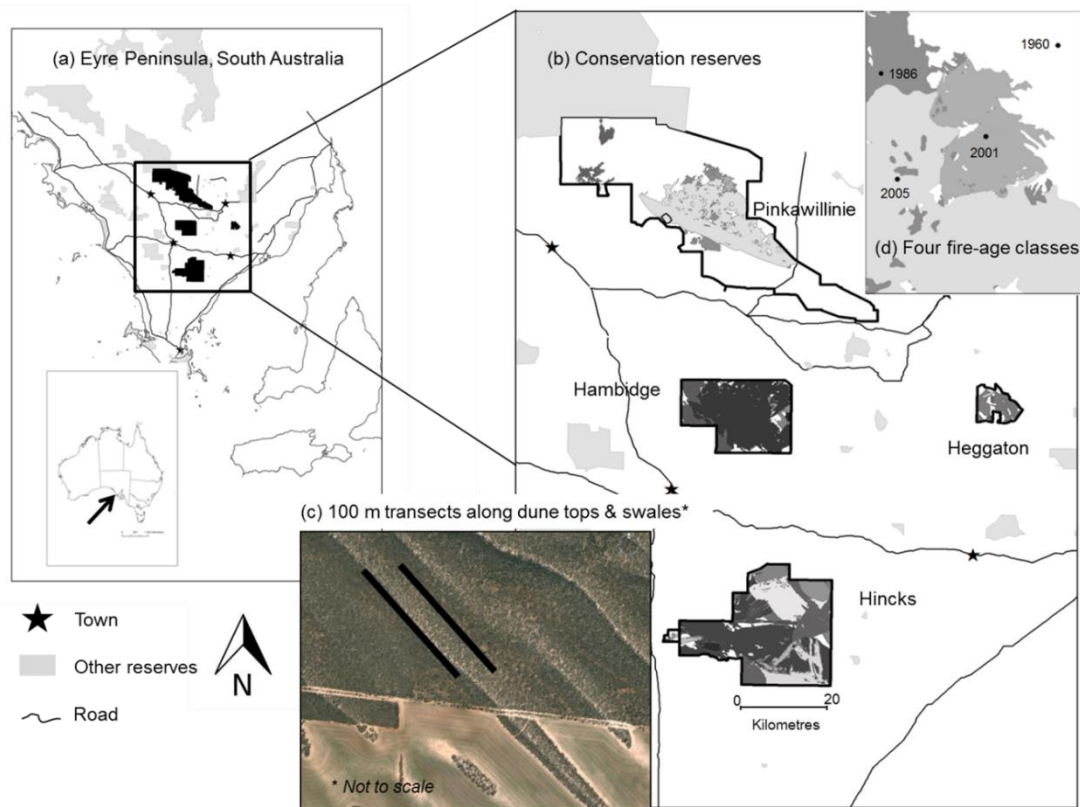 (a) Eyre Peninsula, South Australia
(b) Conservation reserves
1960
1986
2001
2005
(d) Four fire-age classes
Pinkawillinie
Hambidge
Heggaton
(c) 100 m transects along dune tops & swales*
* Not to scale
Hincks
0 20
Kilometres
Town
Other reserves
Road
N